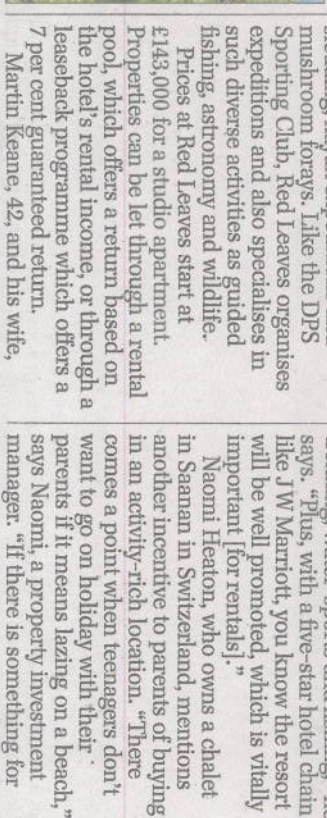 mushroom forays. Like the DPS
Sporting Club, Red Leaves organises
expeditions and also specialises in
such diverse activities as guided
fishing, astronomy and wildlife.
Prices at Red Leaves start at
£143,000 for a studio apartment.
Properties can be let through a rental
pool, which offers a return based on
the hotel's rental income, or through a
leaseback programme which offers a
7 per cent guaranteed return.
Martin Keane, 42, and his wife,
says. “Plus, with a five-star hotel chain
like JW Marriott, you know the resort
will be well promoted, which is vitally
important [for rentals].”
Naomi Heaton, who owns a chalet
in Saanan in Switzerland, mentions
another incentive to parents of buying
in an activity-rich location. “There
comes a point when teenagers don't
want to go on holiday with their
parents if it means lazing on a beach,”
says Naomi, a property investment
manager. “If there is something for